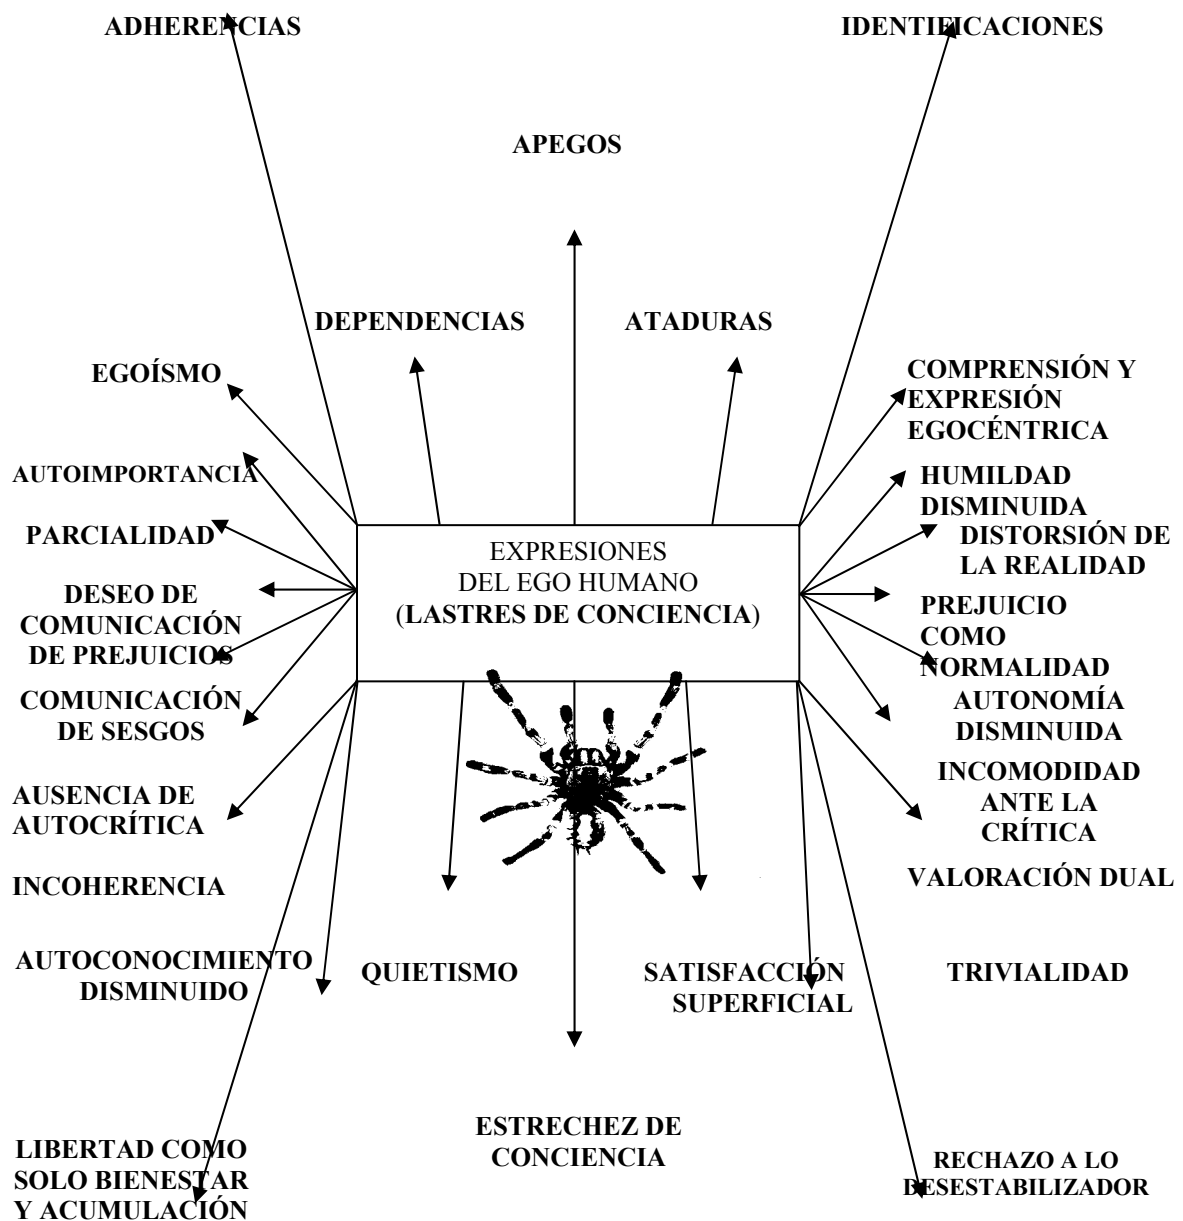 ADHERENCIAS
IDENTIFICACIONES
APEGOS
DEPENDENCIAS
ATADURAS
EGOÍSMO
COMPRENSIÓN Y
EXPRESIÓN
EGOCÉNTRICA
AUTOIMPORTANCIA
HUMILDAD
DISMINUIDA
PARCIALIDAD
DISTORSIÓN DE
LA REALIDAD
EXPRESIONES
DEL EGO HUMANO
(LASTRES DE CONCIENCIA)
DESEO DE
COMUNICACIÓN
DE PREJUICIOS
PREJUICIO
COMO
NORMALIDAD
COMUNICACIÓN
DE SESGOS
AUTONOMÍA
DISMINUIDA
AUSENCIA DE
AUTOCRÍTICA
INCOMODIDAD
ANTE LA
CRÍTICA
INCOHERENCIA
VALORACIÓN DUAL
AUTOCONOCIMIENTO
DISMINUIDO
QUIETISMO
SATISFACCIÓN
SUPERFICIAL
TRIVIALIDAD
ESTRECHEZ DE
CONCIENCIA
LIBERTAD COMO
SOLO BIENESTAR
Y ACUMULACIÓN
RECHAZO A LO
DESESTABILIZADOR